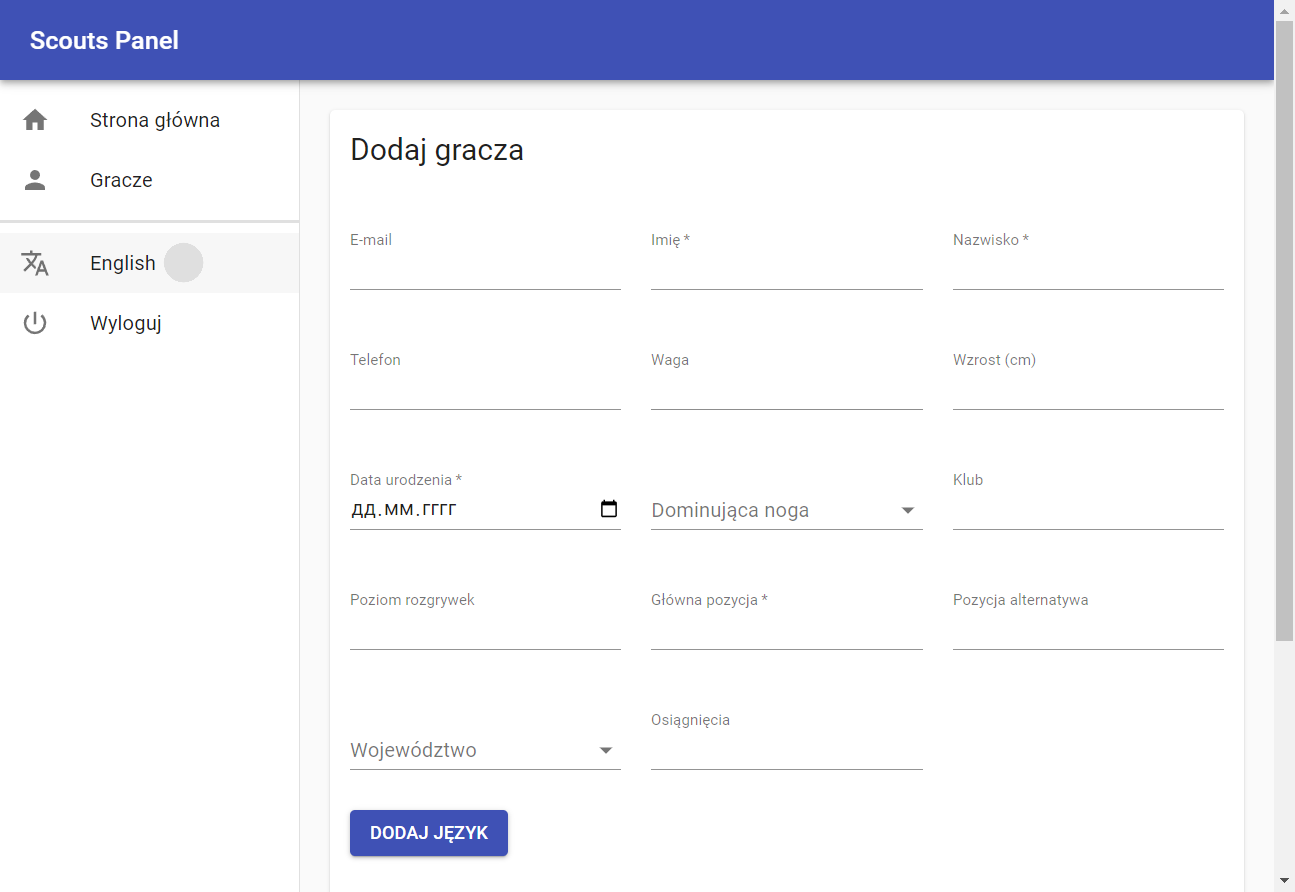 Scouts Panel
Strona główna
Gracze
English
Wyloguj
Dodaj gracza
E-mail
Imię *
Nazwisko *
Telefon
Waga
Wzrost (cm)
Data urodzenia *
ДД.ММ.ГГГГ
Dominująca noga
Klub
Poziom rozgrywek
Główna pozycja *
Pozycja alternatywa
Województwo
Osiągnięcia
DODAJ JĘZYK